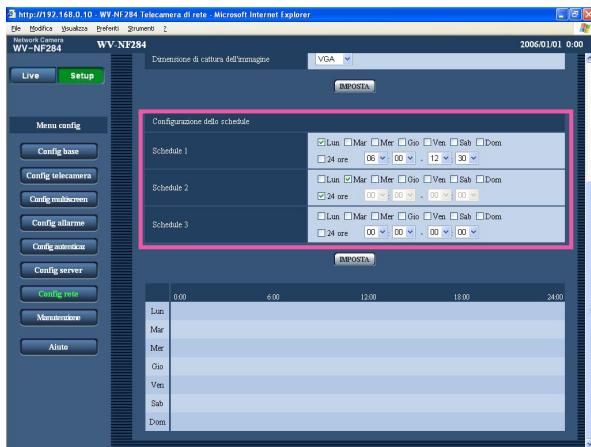 http://192.168.0.10 - WV-NF284 Telecamera di rete - Microsoft Internet Explorer
File Modifica Visualizza Preferiti Strumenti ?
Network Camera
WV-NF284
WV-NF284
2006/01/01 0:00
Live Setup
Menu config
Config base
Config telecamera
Config multiscreen
Config allarme
Config autenticaz
Config server
Config rete
Manutenzione
Aiuto
Dimensione di cattura dell'immagine VGA
IMPOSTA
Configurazione dello schedule
Schedule 1
Lun Mar Mer Gio Ven Sab Dom
24 ore 06 : 00 - 12 : 30
Schedule 2
Lun Mar Mer Gio Ven Sab Dom
24 ore 00 : 00 - 00 : 00
Schedule 3
Lun Mar Mer Gio Ven Sab Dom
24 ore 00 : 00 - 00 : 00
IMPOSTA
0:00 6:00 12:00 18:00 24:00
Lun
Mar
Mer
Gio
Ven
Sab
Dom